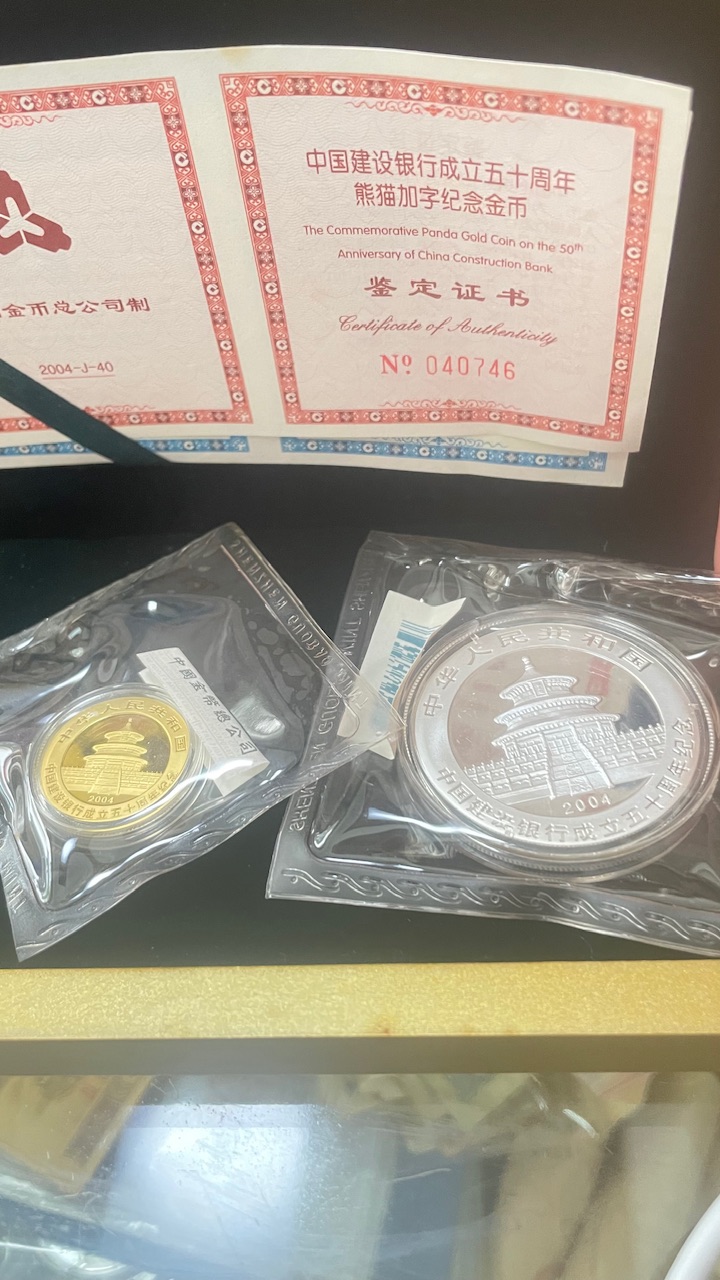 金币总公司制
2004-J-40
中国建设银行成立五十周年
熊猫加字纪念金币
The Commemorative Panda Gold Coin on the 50th
Anniversary of China Construction Bank
鉴定证书
Certificate of Authenticity
Nº 040746
中國金幣總公司
中华人民共和国
2004
中国建设银行成立五十周年纪念
中华人民共和国
2004
中国建设银行成立五十周年纪念